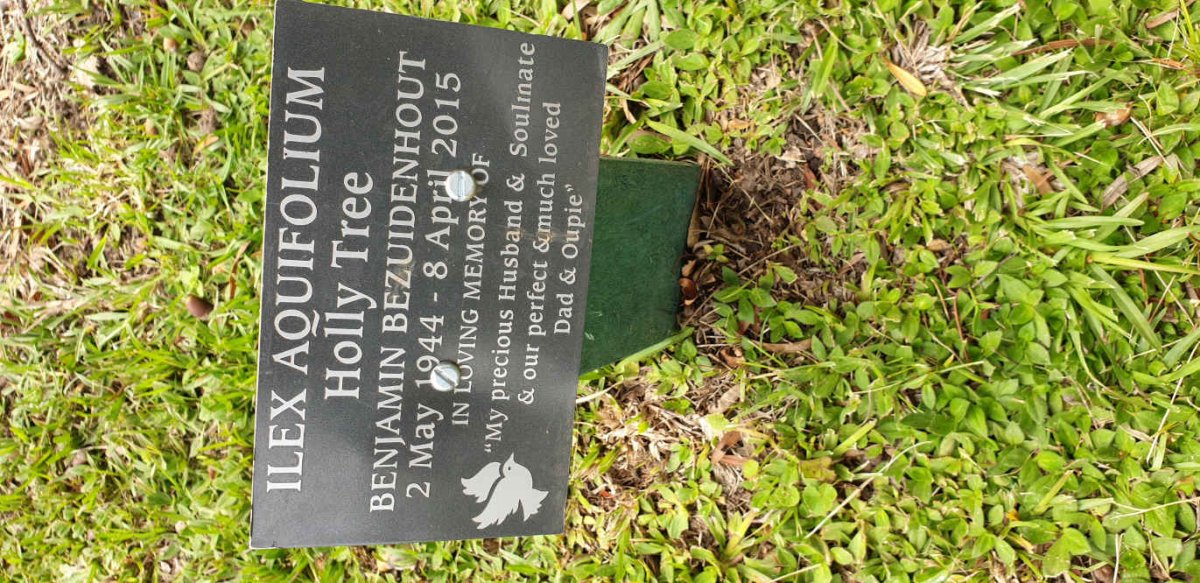 ILEX AQUIFOLIUM
Holly Tree
BENJAMIN BEZUIDENHOUT
2 May 1944 - 8 April 2015
IN LOVING MEMORY OF
“My precious Husband & Soulmate
& our perfect &much loved
Dad & Oupie”